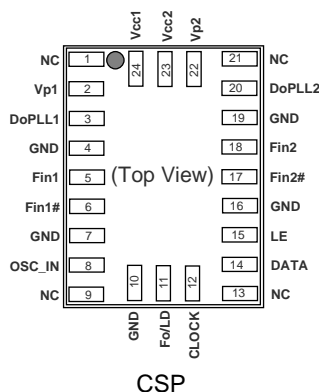 Vcc1
Vcc2
Vp2
24
23
22
NC 1
21 NC
Vp1 2
20 DoPLL2
DoPLL1 3
19 GND
GND 4
18 Fin2
Fin1 5
(Top View)
17 Fin2#
Fin1# 6
16 GND
GND 7
15 LE
OSC_IN 8
14 DATA
NC 9
13 NC
10
11
12
GND
Fo/LD
CLOCK
CSP